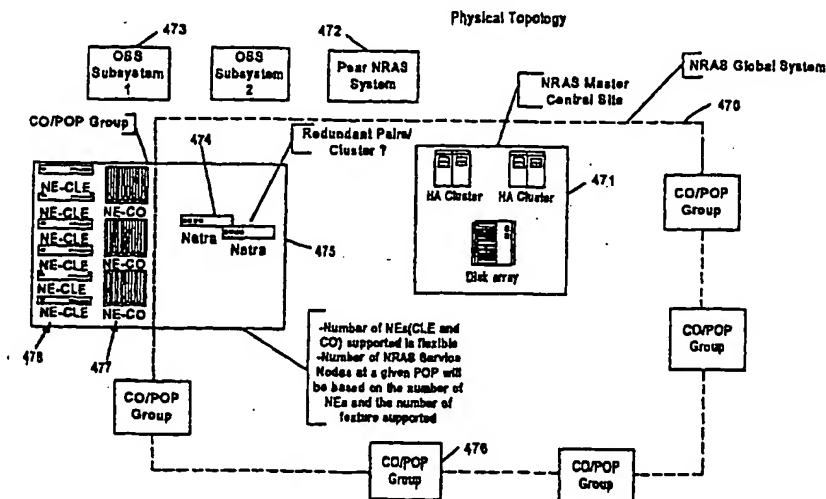 Physical Topology
473
472
OSS
Subsystem
1
OSS
Subsystem
2
Peer NRAS
System
NRAS Master
Central Site
NRAS Global System
470
CO/POP Group
474
Redundant Pairs/
Cluster ?
NE-CLE
NE-CLE
NE-CLE
NE-CLE
NE-CLE
NE-CLE
NE-CO
NE-CO
NE-CO
Netra
Netra
475
HA Cluster
HA Cluster
Disk array
471
CO/POP
Group
478
477
-Number of NEs(CLE and
CO) supported is flexible
-Number of NRAS Service
Nodes at a given POP will
be based on the number of
NEs and the number of
feature supported
CO/POP
Group
CO/POP
Group
476
CO/POP
Group
CO/POP
Group